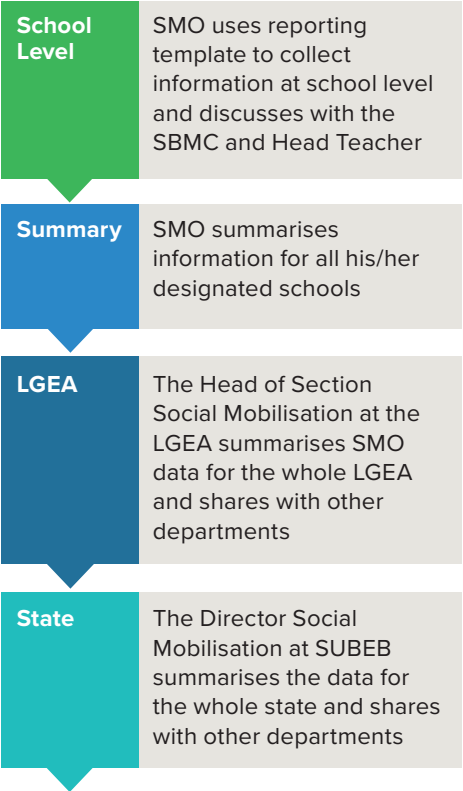 School
Level
SMO uses reporting
template to collect
information at school level
and discusses with the
SBMC and Head Teacher
Summary
SMO summarises
information for all his/her
designated schools
LGEA
The Head of Section
Social Mobilisation at the
LGEA summarises SMO
data for the whole LGEA
and shares with other
departments
State
The Director Social
Mobilisation at SUBEB
summarises the data for
the whole state and shares
with other departments